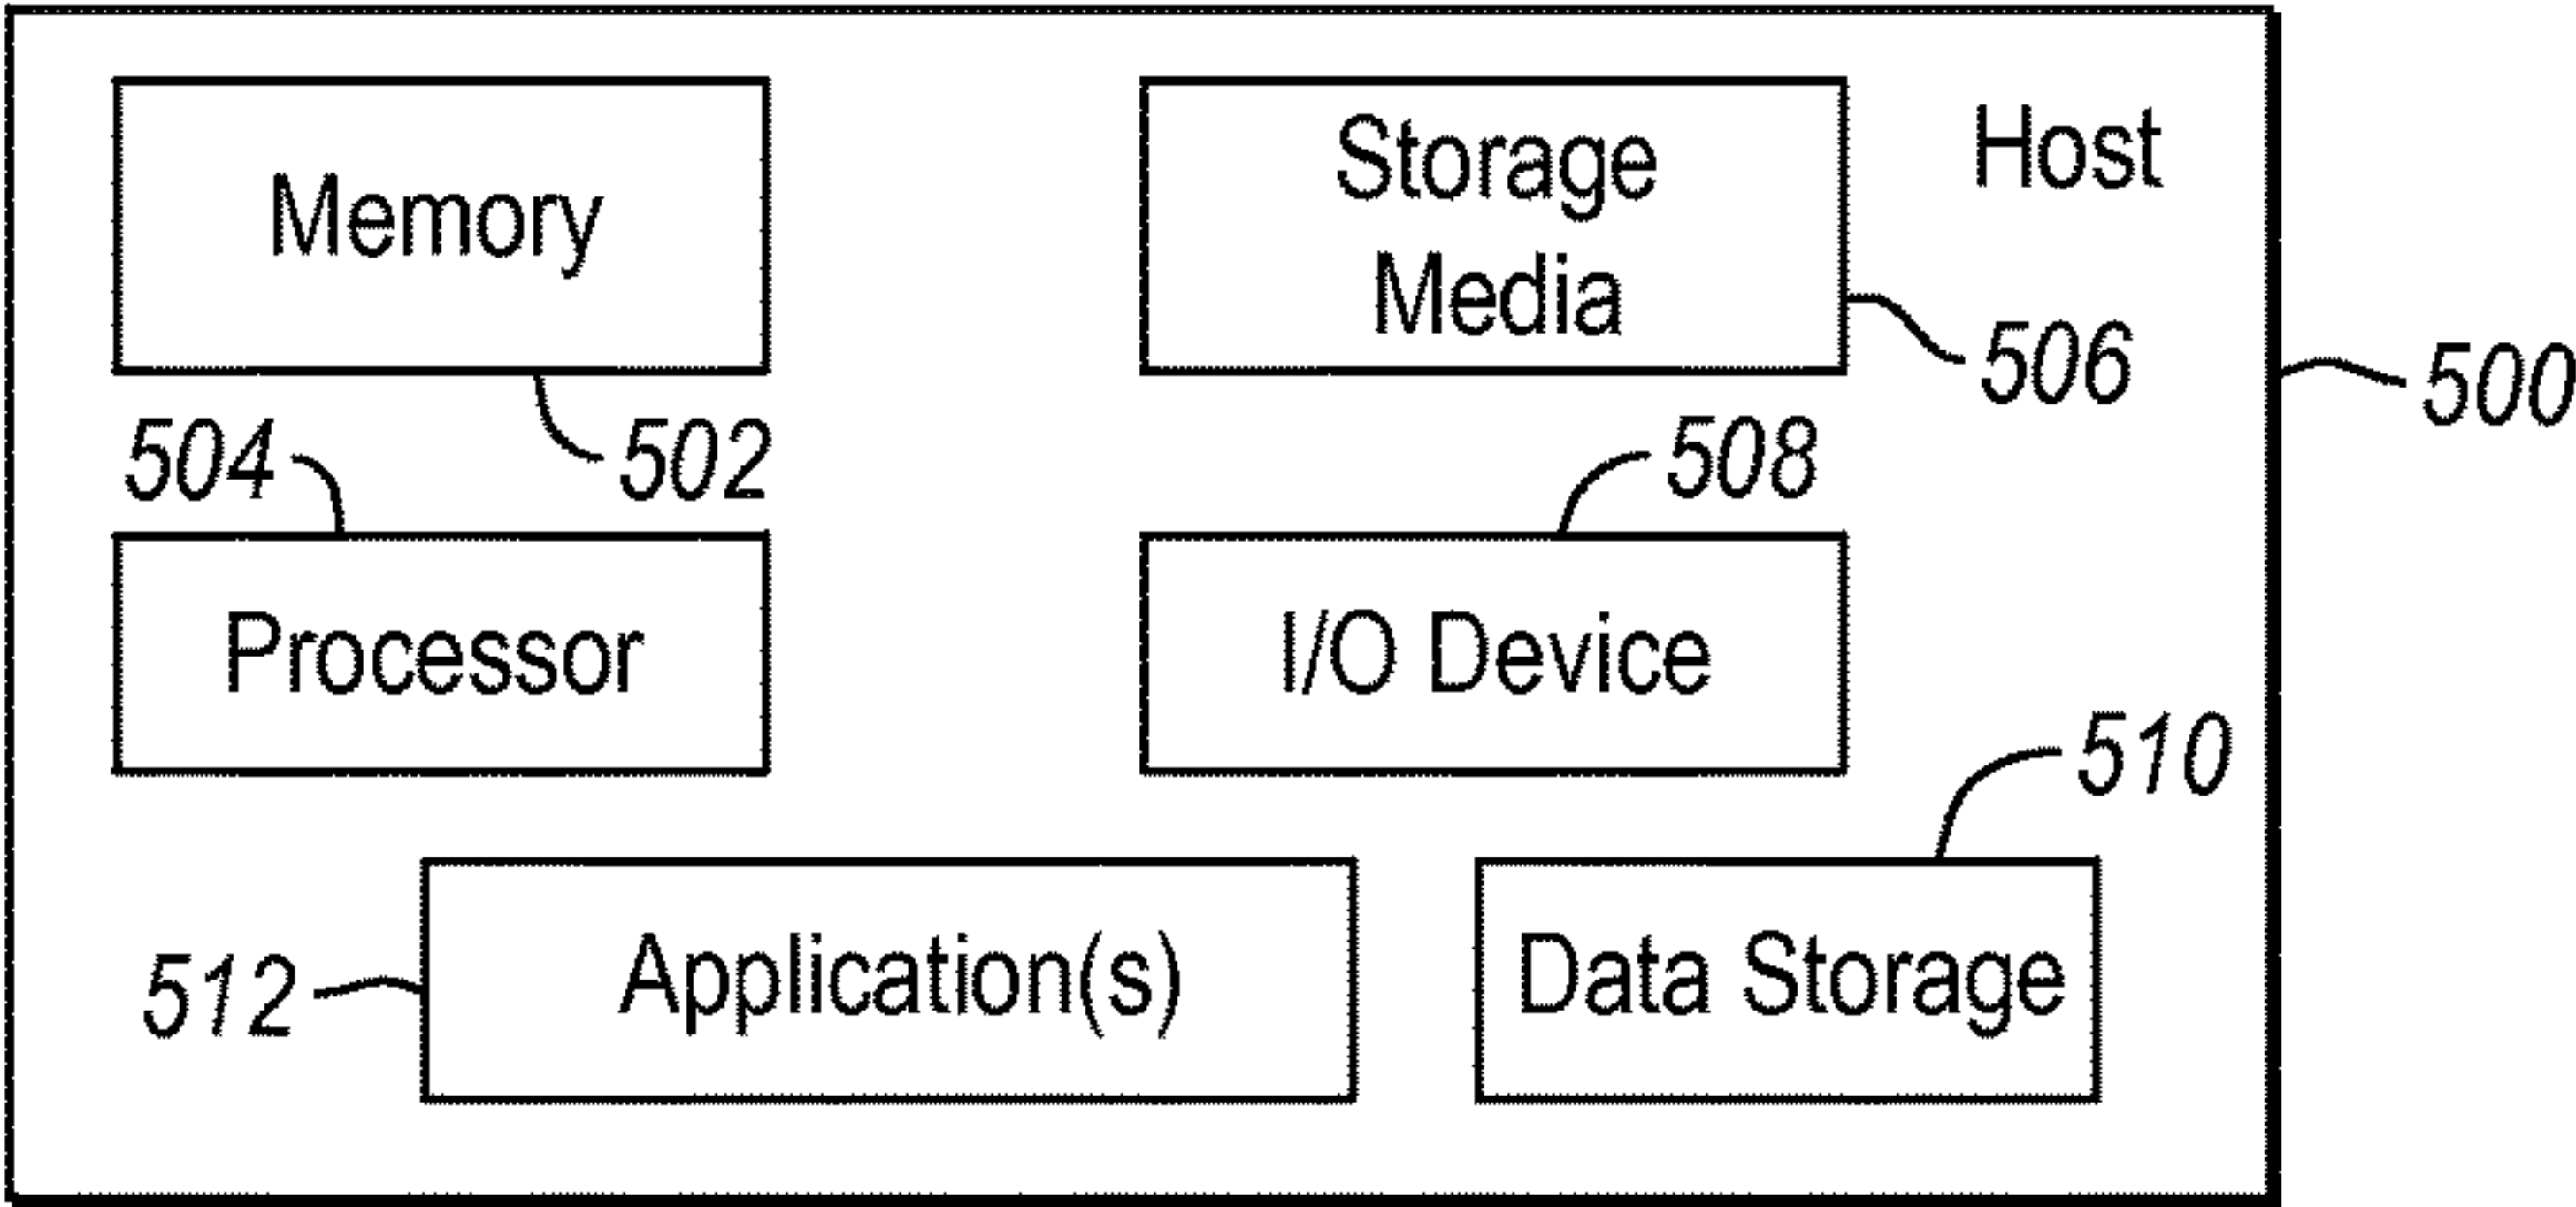 Memory
Storage
Media
Host
506
500
504
502
508
Processor
I/O Device
510
512
Application(s)
Data Storage